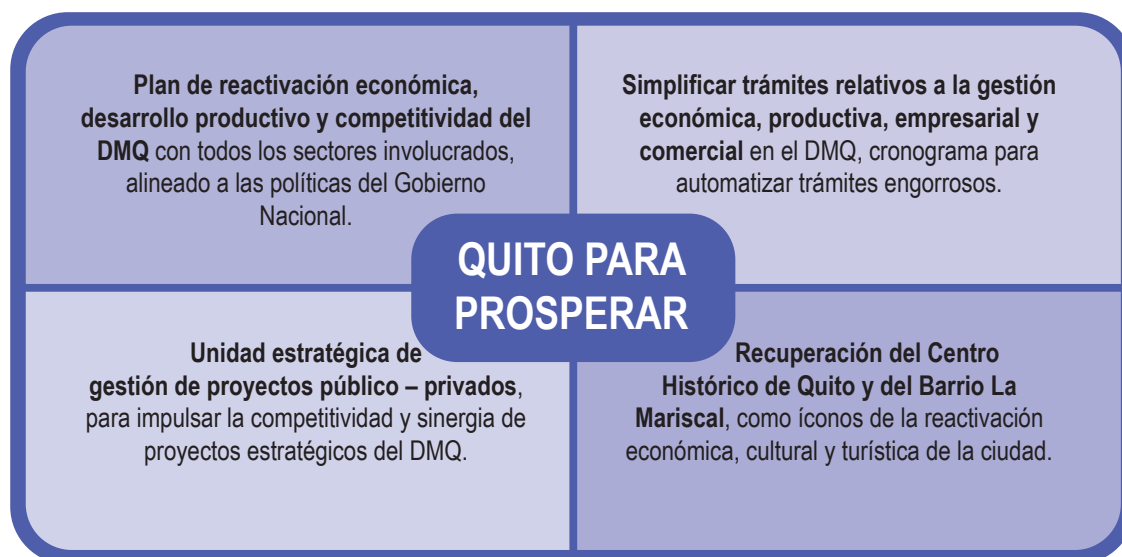 Plan de reactivación económica,
desarrollo productivo y competitividad del
DMQ con todos los sectores involucrados,
alineado a las políticas del Gobierno
Nacional.
Simplificar trámites relativos a la gestión
económica, productiva, empresarial y
comercial en el DMQ, cronograma para
automatizar trámites engorrosos.
QUITO PARA
PROSPERAR
Unidad estratégica de
gestión de proyectos público – privados,
para impulsar la competitividad y sinergia de
proyectos estratégicos del DMQ.
Recuperación del Centro
Histórico de Quito y del Barrio La
Mariscal, como íconos de la reactivación
económica, cultural y turística de la ciudad.